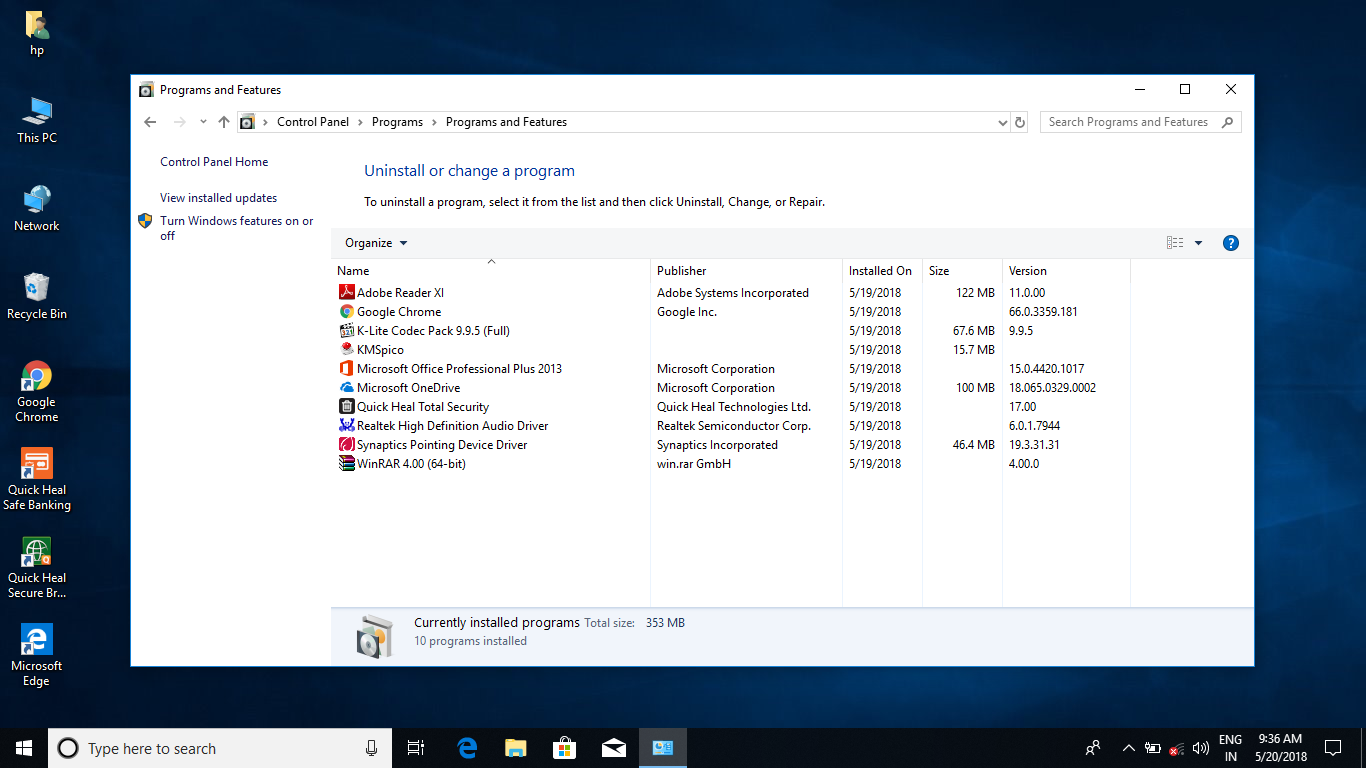 hp
This PC
Network
Recycle Bin
Google
Chrome
Quick Heal
Safe Banking
Quick Heal
Secure Br...
Microsoft
Edge
Programs and Features
Control Panel
Programs
Programs and Features
Search Programs and Features
Control Panel Home
View installed updates
Turn Windows features on or
off
Uninstall or change a program
To uninstall a program, select it from the list and then click Uninstall, Change, or Repair.
Organize
Name Publisher Installed On Size Version
Adobe Reader XI Adobe Systems Incorporated 5/19/2018 122 MB 11.0.00
Google Chrome Google Inc. 5/19/2018 66.0.3359.181
K-Lite Codec Pack 9.9.5 (Full) 5/19/2018 67.6 MB 9.9.5
KMSpico 5/19/2018 15.7 MB
Microsoft Office Professional Plus 2013 Microsoft Corporation 5/19/2018 15.0.4420.1017
Microsoft OneDrive Microsoft Corporation 5/19/2018 100 MB 18.065.0329.0002
Quick Heal Total Security Quick Heal Technologies Ltd. 5/19/2018 17.00
Realtek High Definition Audio Driver Realtek Semiconductor Corp. 5/19/2018 6.0.1.7944
Synaptics Pointing Device Driver Synaptics Incorporated 5/19/2018 46.4 MB 19.3.31.31
WinRAR 4.00 (64-bit) win.rar GmbH 5/19/2018 4.00.0
Currently installed programs Total size: 353 MB
10 programs installed
Type here to search
ENG
IN
9:36 AM
5/20/2018